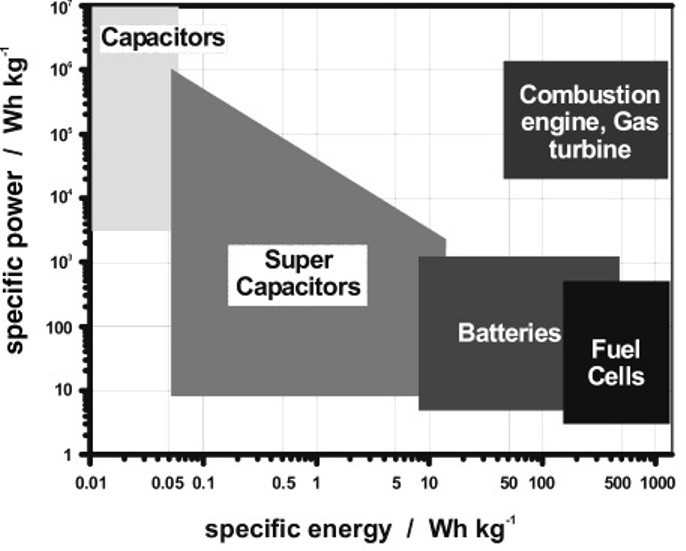 10⁷
10⁶
10⁵
10⁴
10³
100
10
1
specific power / Wh kg⁻¹
Capacitors
Combustion
engine, Gas
turbine
Super
Capacitors
Batteries
Fuel
Cells
0.01 0.05 0.1 0.5 1 5 10 50 100 500 1000
specific energy / Wh kg⁻¹